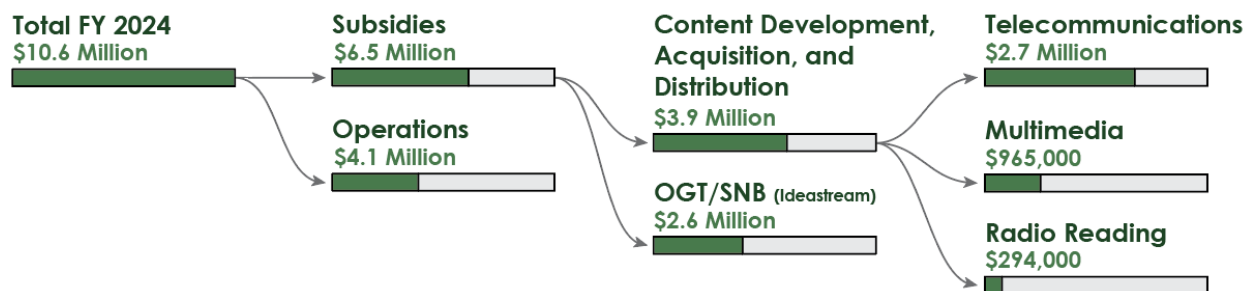 Total FY 2024
$10.6 Million
Subsidies
$6.5 Million
Operations
$4.1 Million
Content Development,
Acquisition, and
Distribution
$3.9 Million
OGT/SNB (Ideastream)
$2.6 Million
Telecommunications
$2.7 Million
Multimedia
$965,000
Radio Reading
$294,000